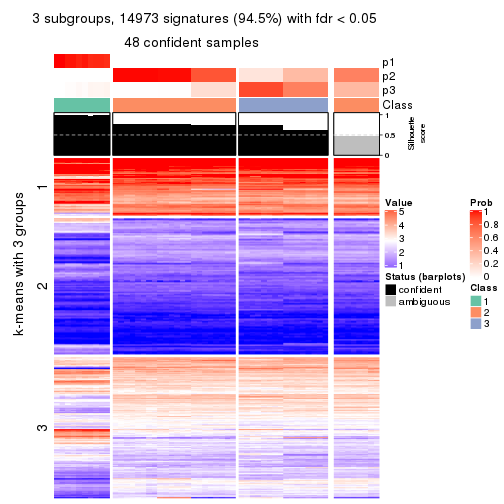 3 subgroups, 14973 signatures (94.5%) with fdr < 0.05
48 confident samples
p1
p2
p3
Class
1
0.5
0
Silhouette
score
k-means with 3 groups
1
2
3
Value
5
4
3
2
1
Status (barplots)
confident
ambiguous
Prob
1
0.8
0.6
0.4
0.2
0
Class
1
2
3